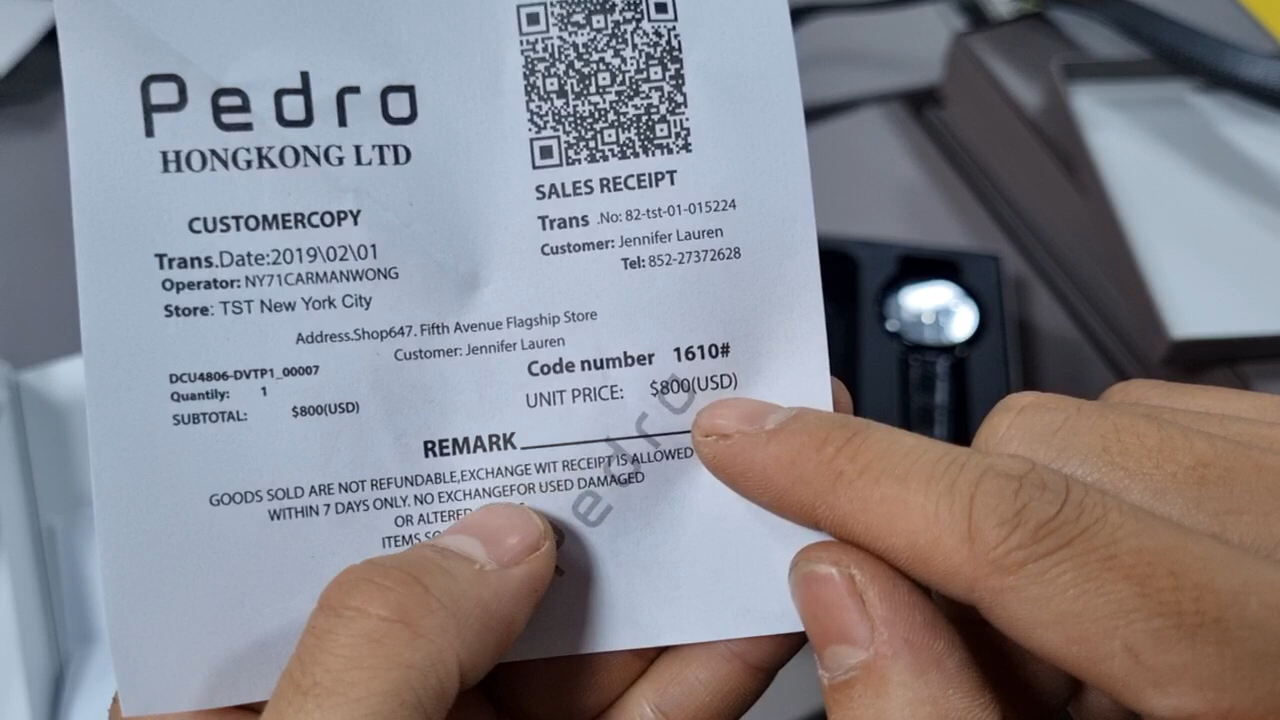 Pedro
HONGKONG LTD
CUSTOMERCOPY
Trans.Date:2019\02\01
Operator: NY71CARMANWONG
Store: TST New York City
SALES RECEIPT
Trans .No: 82-tst-01-015224
Customer: Jennifer Lauren
Tel: 852-27372628
Address.Shop647. Fifth Avenue Flagship Store
Customer: Jennifer Lauren
DCU4806-DVTP1_00007
Quantity: 1
SUBTOTAL: $800(USD)
Code number 1610#
UNIT PRICE: $800(USD)
REMARK
GOODS SOLD ARE NOT REFUNDABLE,EXCHANGE WIT RECEIPT IS ALLOWED
WITHIN 7 DAYS ONLY. NO EXCHANGEFOR USED DAMAGED
OR ALTERED
ITEMS
Pedro